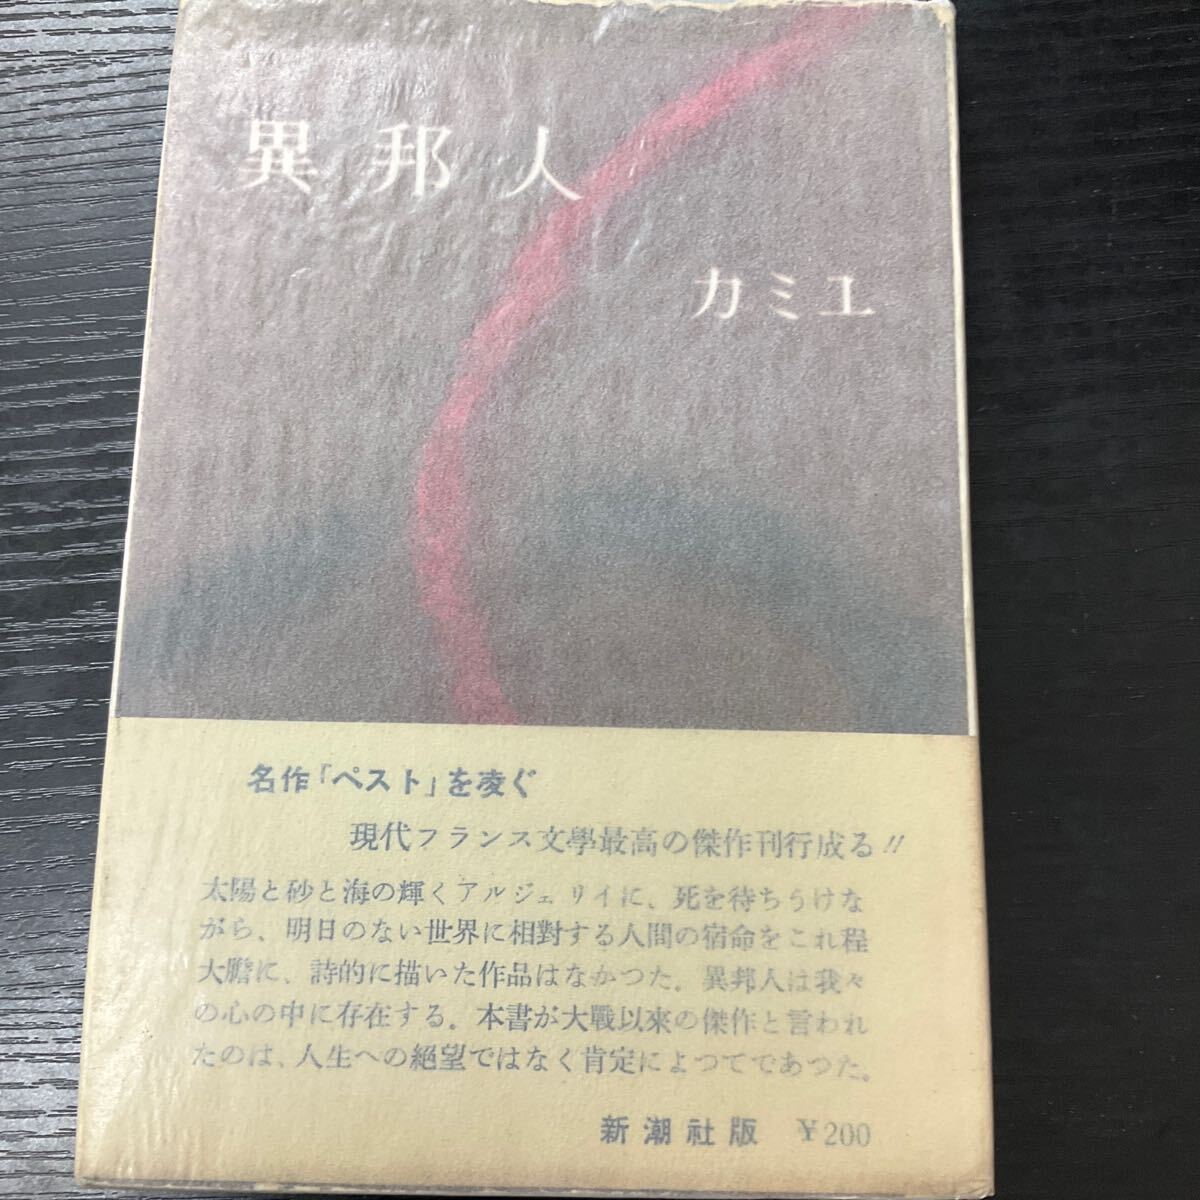 異邦人
カミユ
名作「ペスト」を凌ぐ
現代フランス文學最高の傑作刊行成る!!
太陽と砂と海の輝くアルジェリイに、死を待ちうけな
がら、明日のない世界に相對する人間の宿命をこれ程
大膽に、詩的に描いた作品はなかつた。異邦人は我々
の心の中に存在する。本書が大戰以來の傑作と言われ
たのは、人生への絶望ではなく肯定によつてであつた。
新潮社版 ¥200